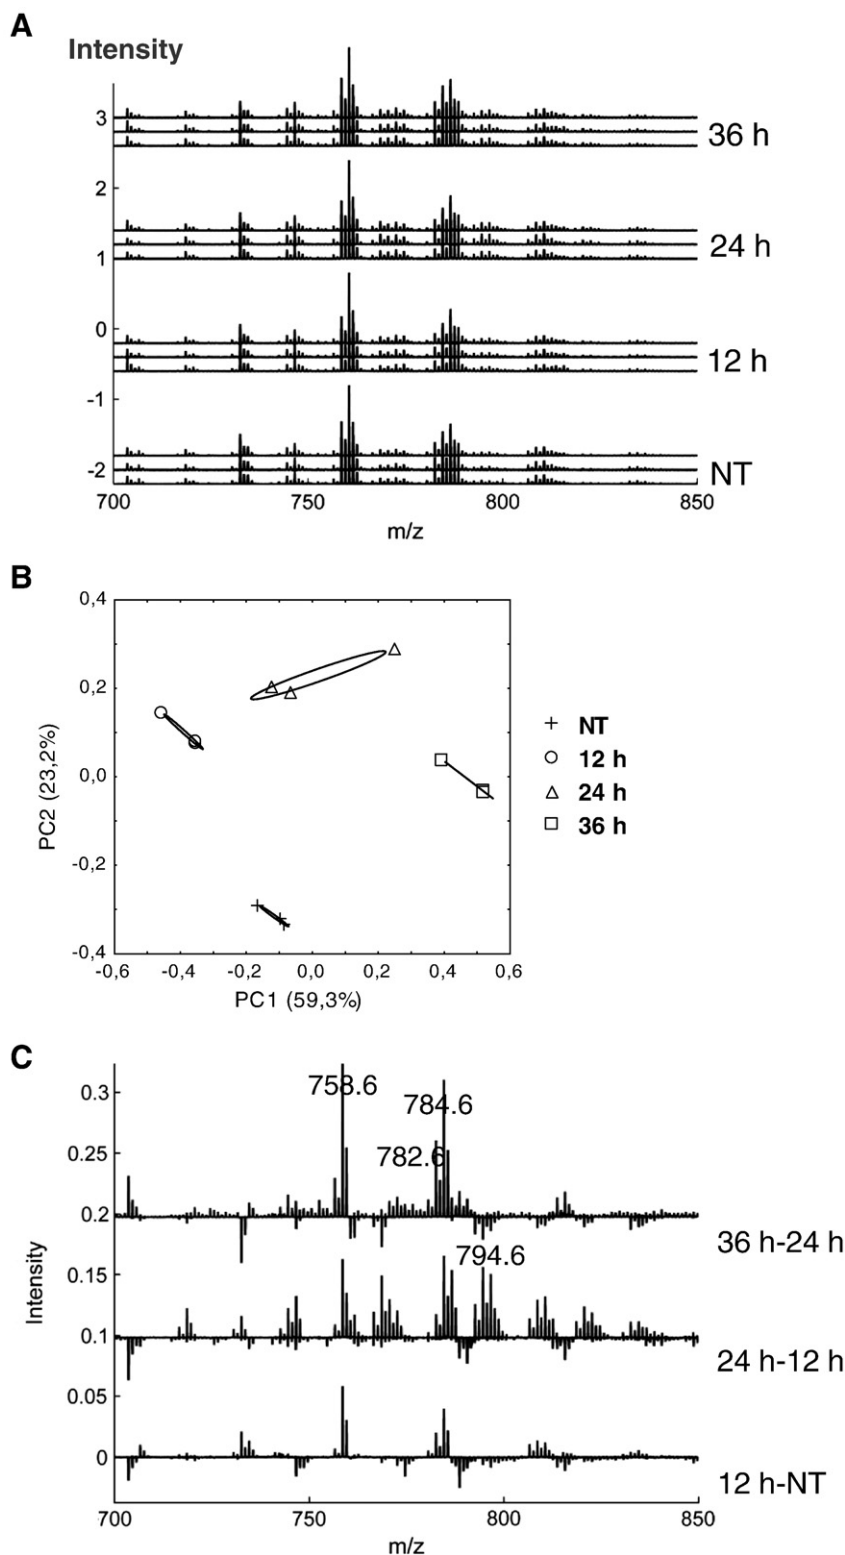 A
Intensity
3
36 h
2
24 h
1
0
12 h
-1
-2
NT
700 750 800 850
m/z
B
0,4
0,2
0,0
-0,2
-0,4
PC2 (23,2%)
-0,6 -0,4 -0,2 0,0 0,2 0,4 0,6
PC1 (59,3%)
NT
12 h
24 h
36 h
C
0.3
758.6
784.6
0.25
782.6
0.2
36 h-24 h
794.6
Intensity
0.15
0.1
24 h-12 h
0.05
0
12 h-NT
700 750 800 850
m/z